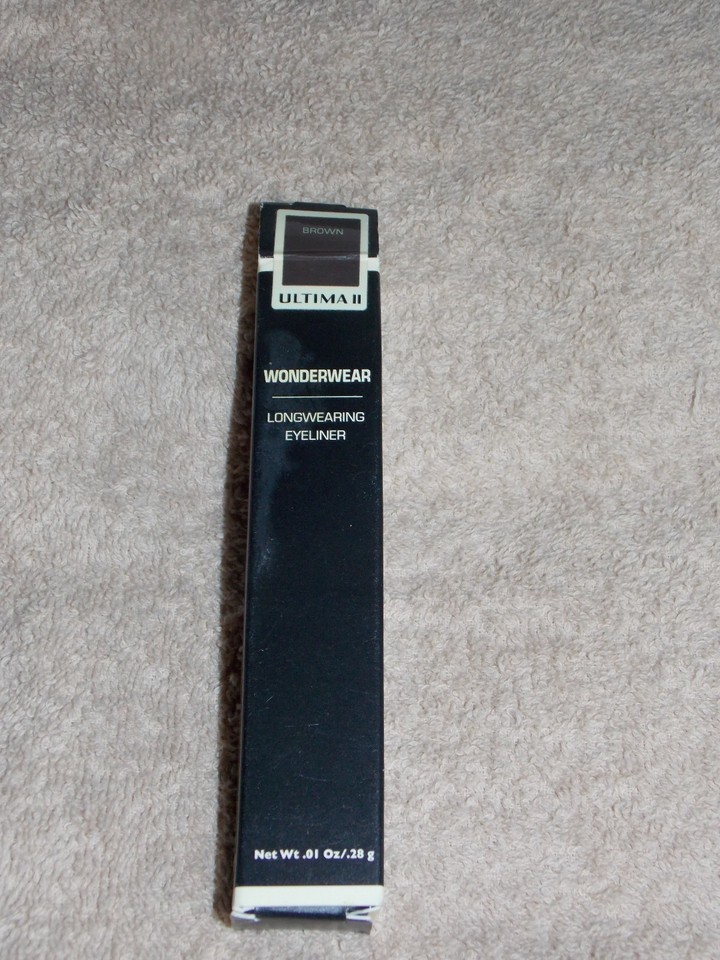 BROWN
ULTIMA II
WONDERWEAR
LONGWEARING
EYELINER
Net Wt .01 Oz/.28 g